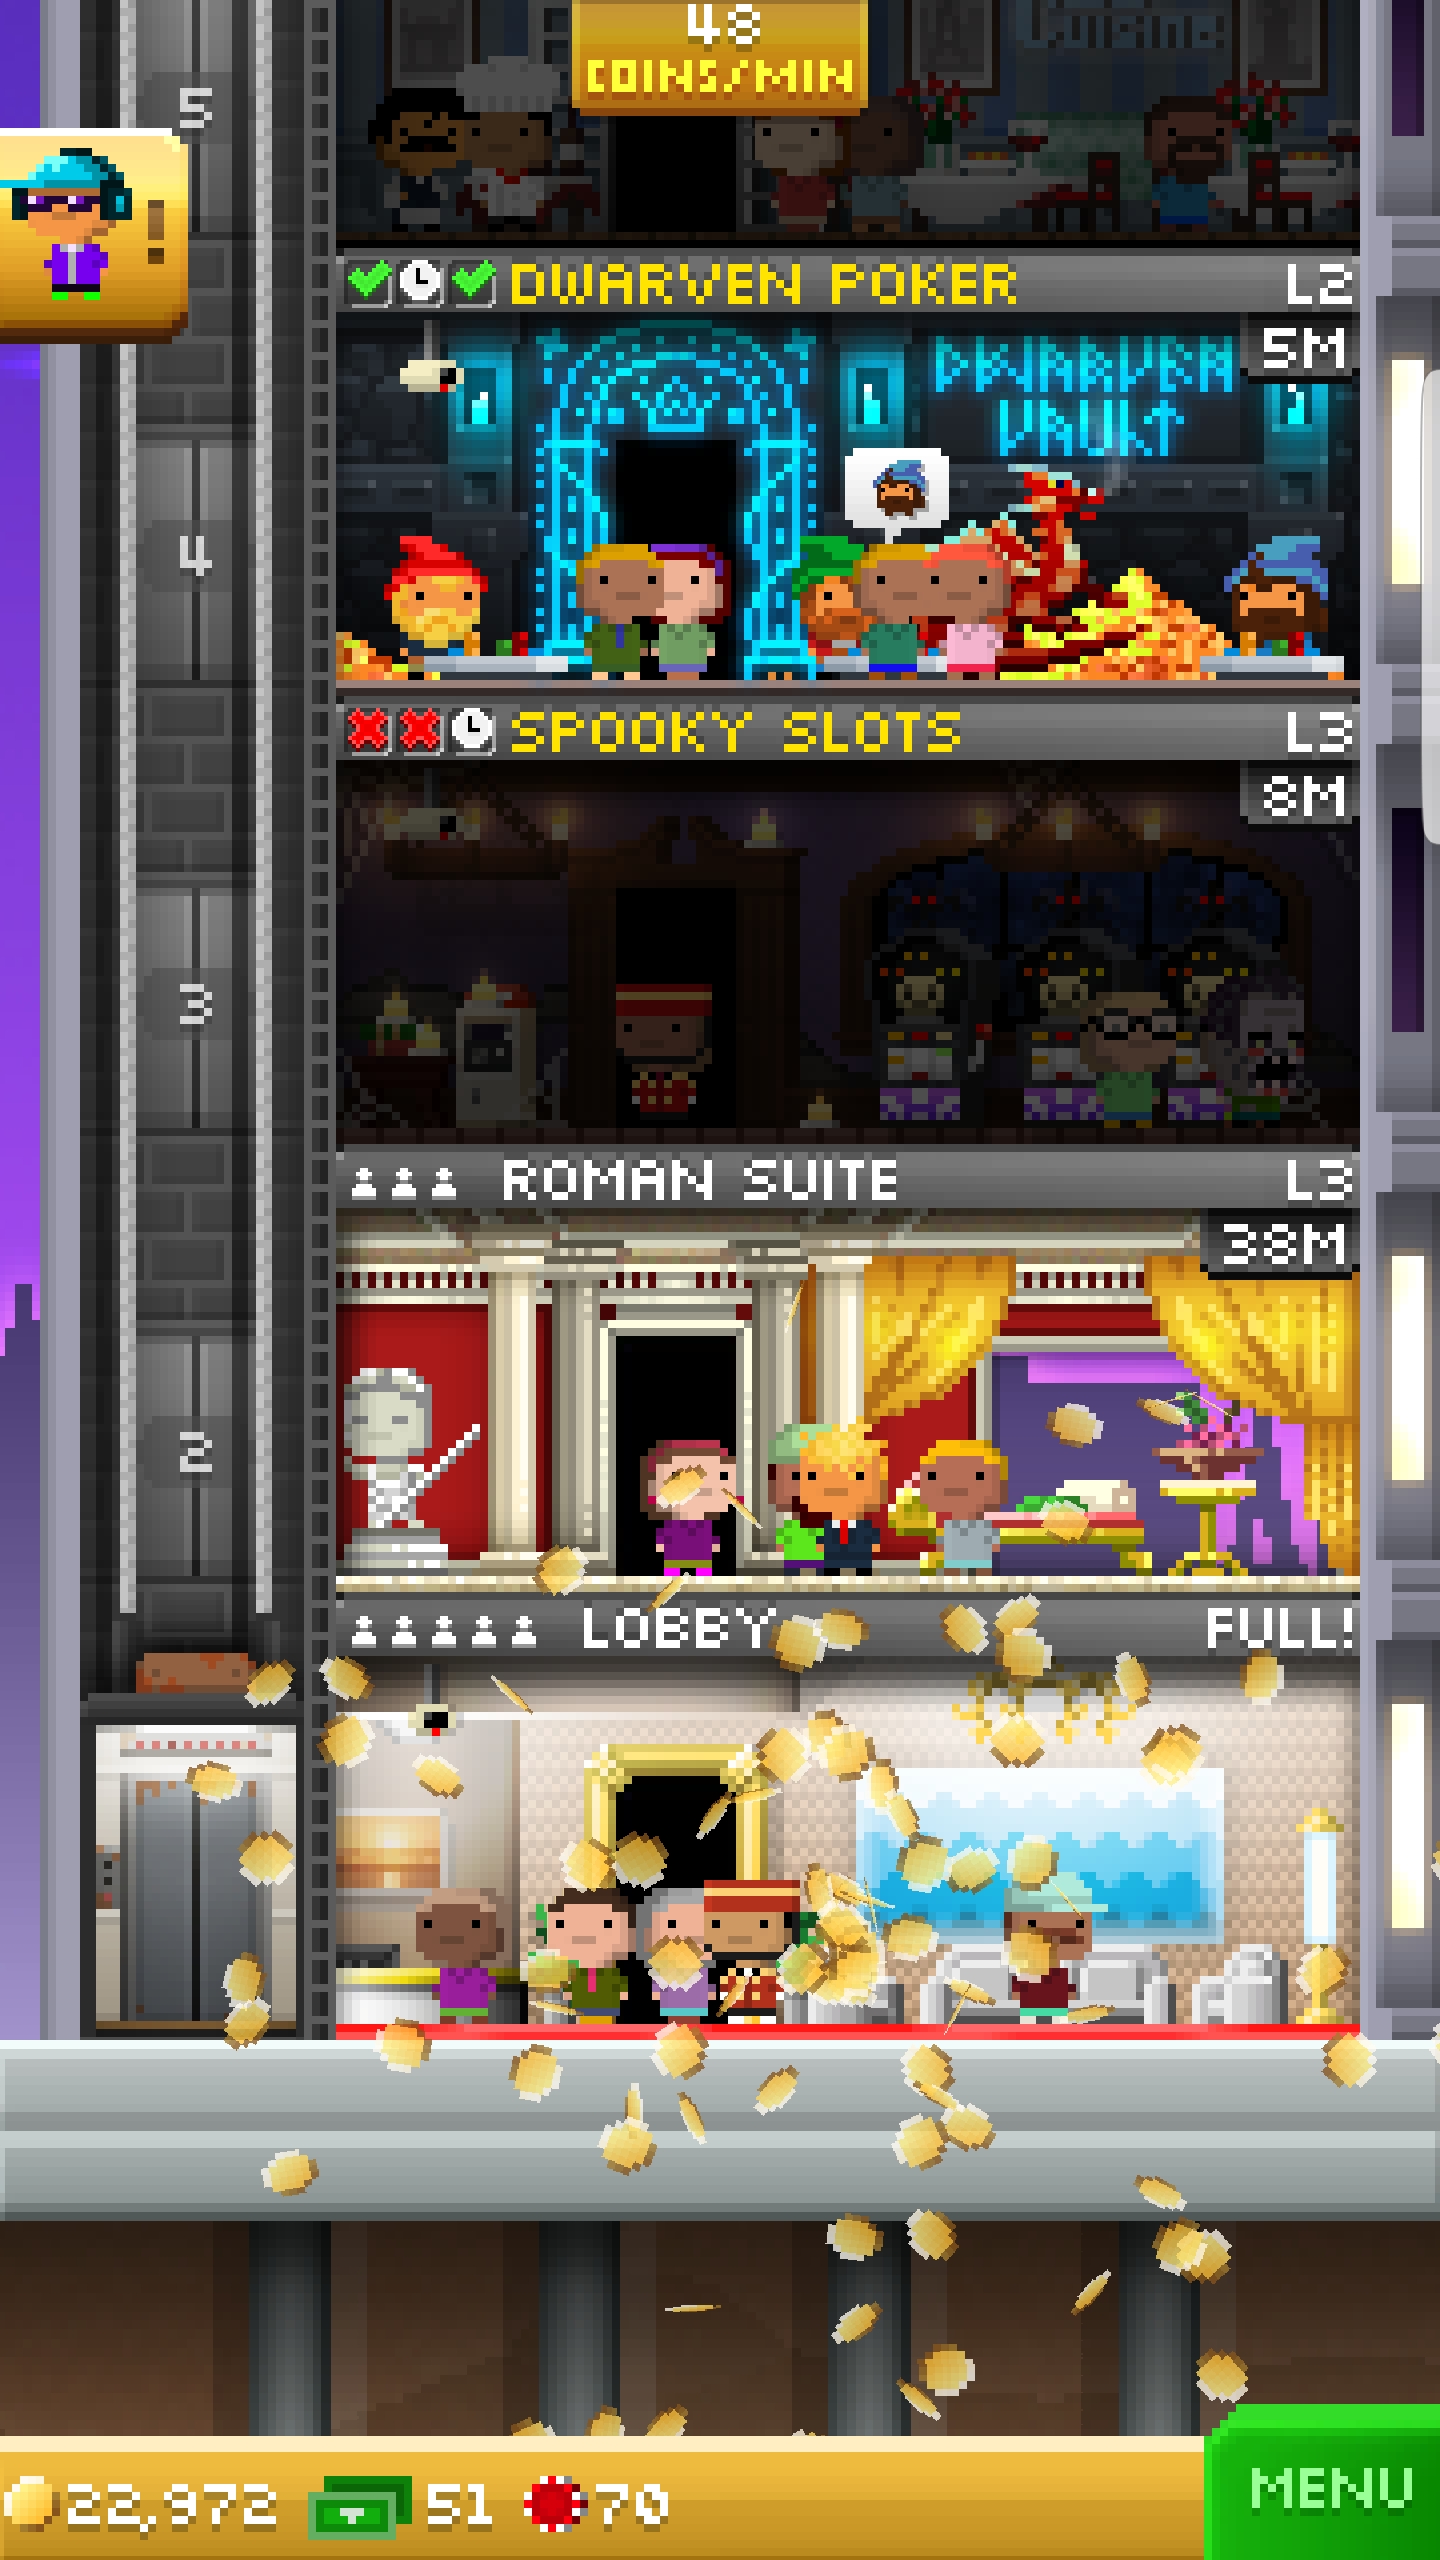 48
COINS/MIN
Cuisine
5
DWARVEN POKER L2
5M
DWARVEN
VAULT
4
SPOOKY SLOTS L3
8M
3
ROMAN SUITE L3
38M
2
LOBBY FULL!
22,972 51 70
MENU